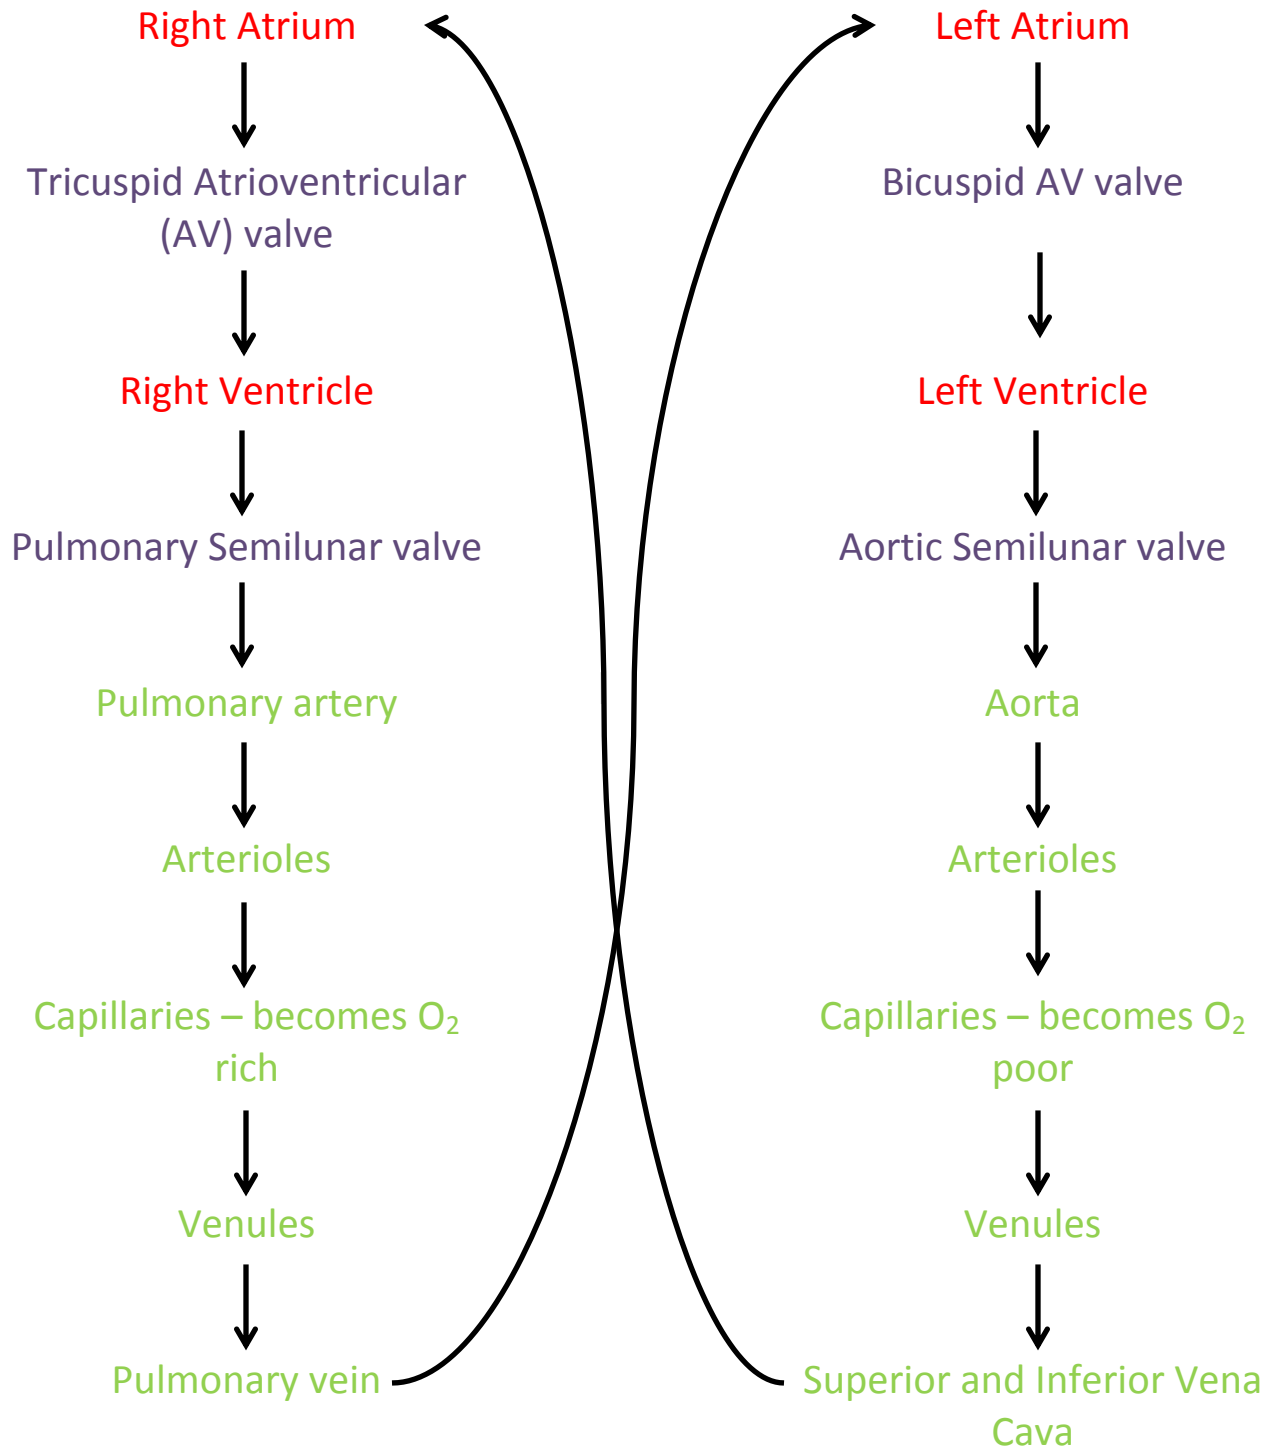 Right Atrium
Tricuspid Atrioventricular
(AV) valve
Right Ventricle
Pulmonary Semilunar valve
Pulmonary artery
Arterioles
Capillaries – becomes O₂
rich
Venules
Pulmonary vein
Left Atrium
Bicuspid AV valve
Left Ventricle
Aortic Semilunar valve
Aorta
Arterioles
Capillaries – becomes O₂
poor
Venules
Superior and Inferior Vena
Cava